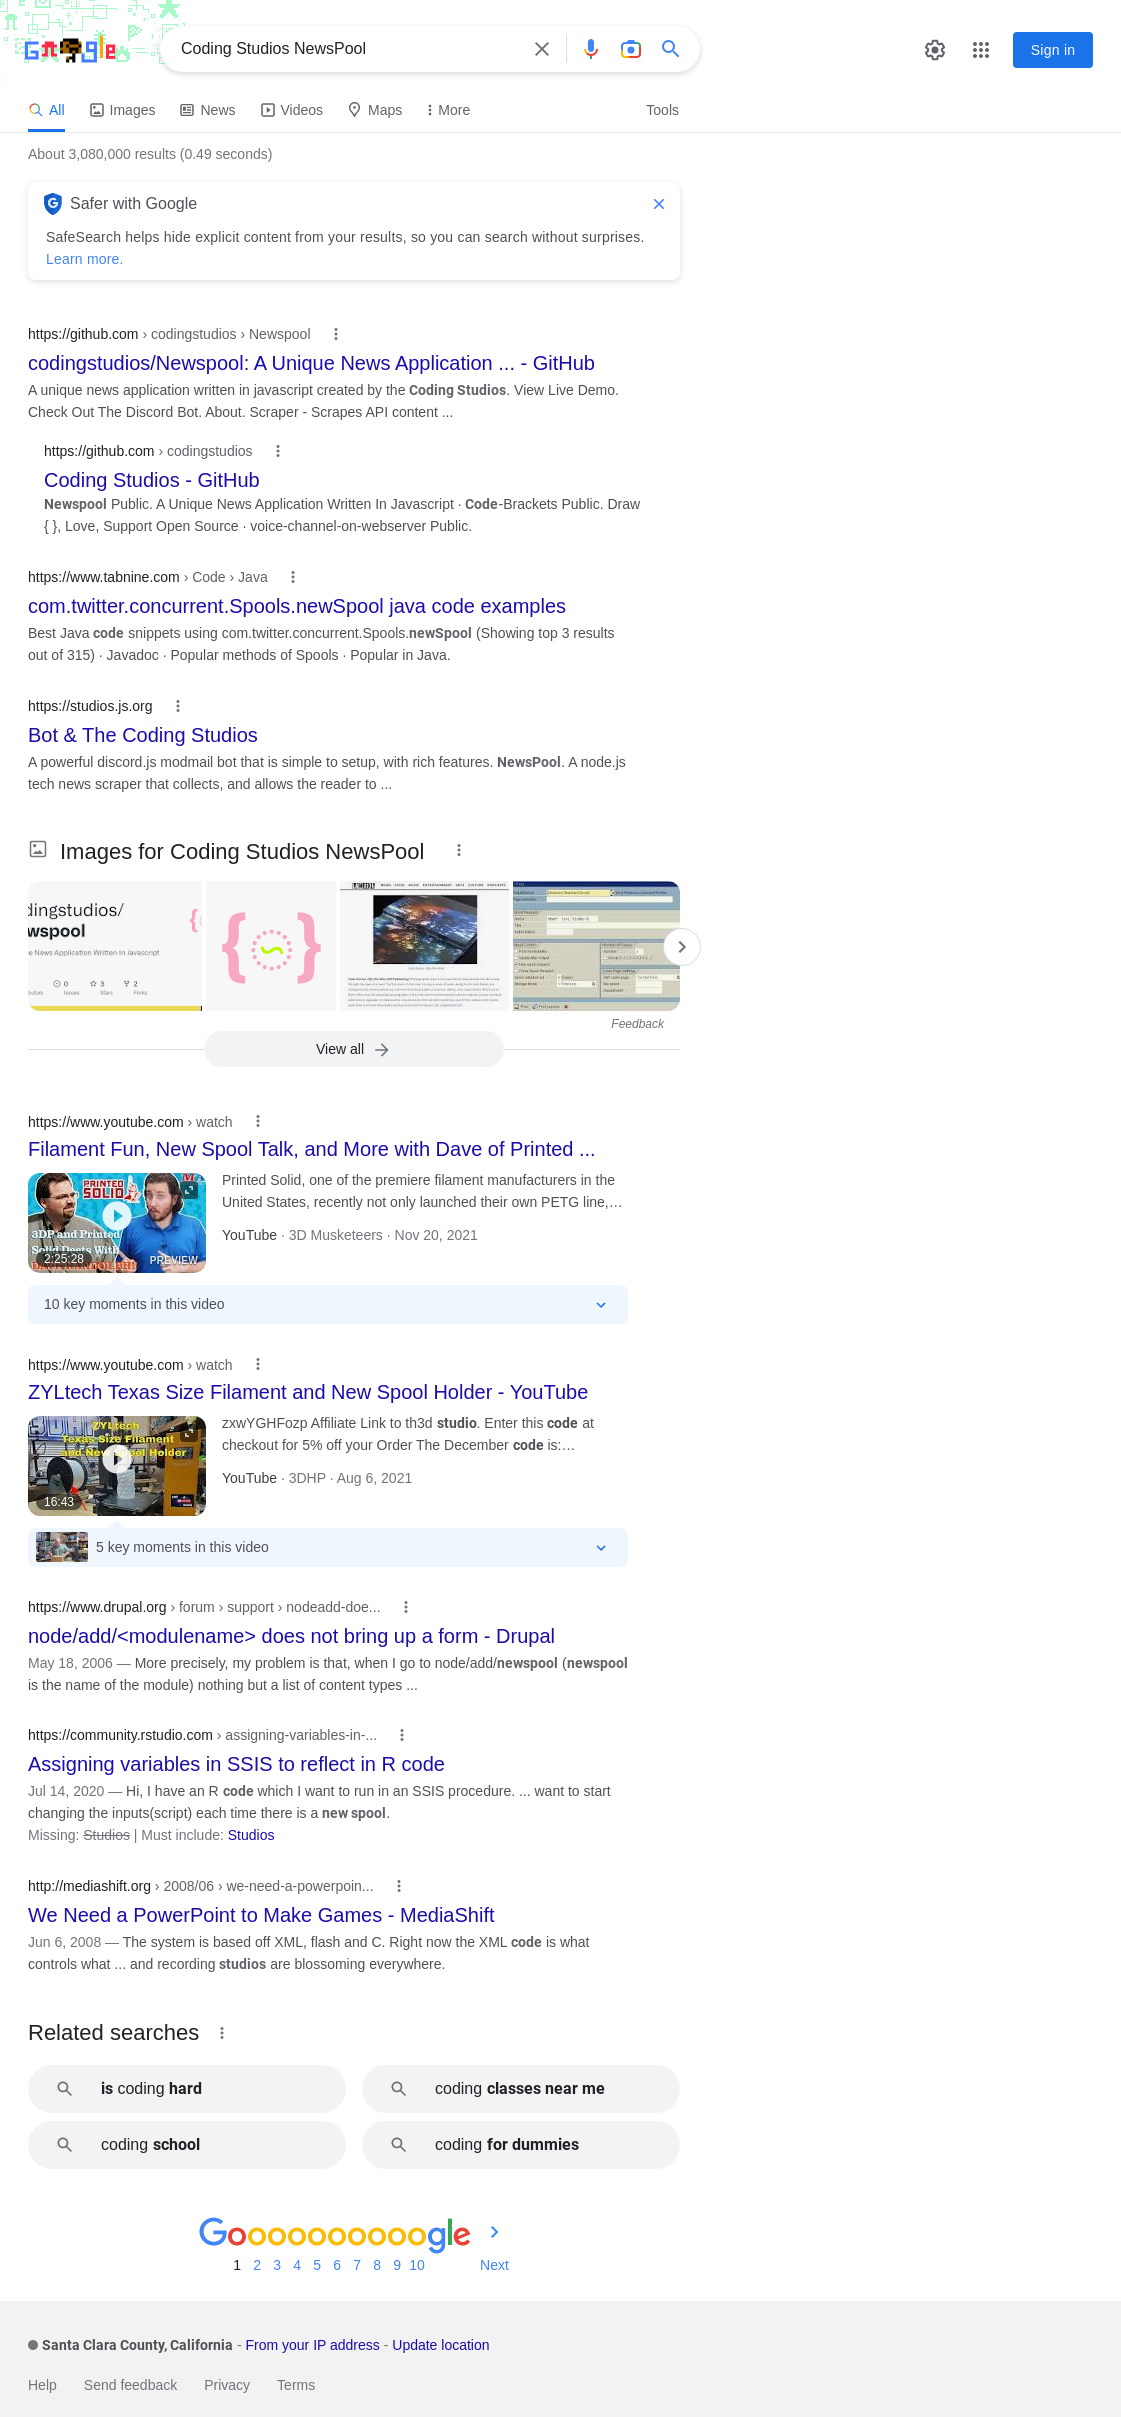 Google
Coding Studios NewsPool
Sign in
All Images News Videos Maps More Tools
About 3,080,000 results (0.49 seconds)
Safer with Google
SafeSearch helps hide explicit content from your results, so you can search without surprises.
Learn more.
https://github.com › codingstudios › Newspool
codingstudios/Newspool: A Unique News Application ... - GitHub
A unique news application written in javascript created by the Coding Studios. View Live Demo.
Check Out The Discord Bot. About. Scraper - Scrapes API content ...
https://github.com › codingstudios
Coding Studios - GitHub
Newspool Public. A Unique News Application Written In Javascript · Code-Brackets Public. Draw
{ }, Love, Support Open Source · voice-channel-on-webserver Public.
https://www.tabnine.com › Code › Java
com.twitter.concurrent.Spools.newSpool java code examples
Best Java code snippets using com.twitter.concurrent.Spools.newSpool (Showing top 3 results
out of 315) · Javadoc · Popular methods of Spools · Popular in Java.
https://studios.js.org
Bot & The Coding Studios
A powerful discord.js modmail bot that is simple to setup, with rich features. NewsPool. A node.js
tech news scraper that collects, and allows the reader to ...
Images for Coding Studios NewsPool
dingstudios/
wspool
e News Application Written In Javascript
Feedback
View all
https://www.youtube.com › watch
Filament Fun, New Spool Talk, and More with Dave of Printed ...
PRINTED
SOLID
3DP and Printed
Solid Deets With
2:25:28
PREVIEW
Printed Solid, one of the premiere filament manufacturers in the
United States, recently not only launched their own PETG line,…
YouTube · 3D Musketeers · Nov 20, 2021
10 key moments in this video
https://www.youtube.com › watch
ZYLtech Texas Size Filament and New Spool Holder - YouTube
ZYLtech
Texas Size Filament
and New Spool Holder
16:43
zxwYGHFozp Affiliate Link to th3d studio. Enter this code at
checkout for 5% off your Order The December code is:…
YouTube · 3DHP · Aug 6, 2021
5 key moments in this video
https://www.drupal.org › forum › support › nodeadd-doe...
node/add/<modulename> does not bring up a form - Drupal
May 18, 2006 — More precisely, my problem is that, when I go to node/add/newspool (newspool
is the name of the module) nothing but a list of content types ...
https://community.rstudio.com › assigning-variables-in-...
Assigning variables in SSIS to reflect in R code
Jul 14, 2020 — Hi, I have an R code which I want to run in an SSIS procedure. ... want to start
changing the inputs(script) each time there is a new spool.
Missing: Studios | Must include: Studios
http://mediashift.org › 2008/06 › we-need-a-powerpoin...
We Need a PowerPoint to Make Games - MediaShift
Jun 6, 2008 — The system is based off XML, flash and C. Right now the XML code is what
controls what ... and recording studios are blossoming everywhere.
Related searches
is coding hard
coding classes near me
coding school
coding for dummies
Goooooooooogle
1 2 3 4 5 6 7 8 9 10 Next
Santa Clara County, California - From your IP address - Update location
Help Send feedback Privacy Terms